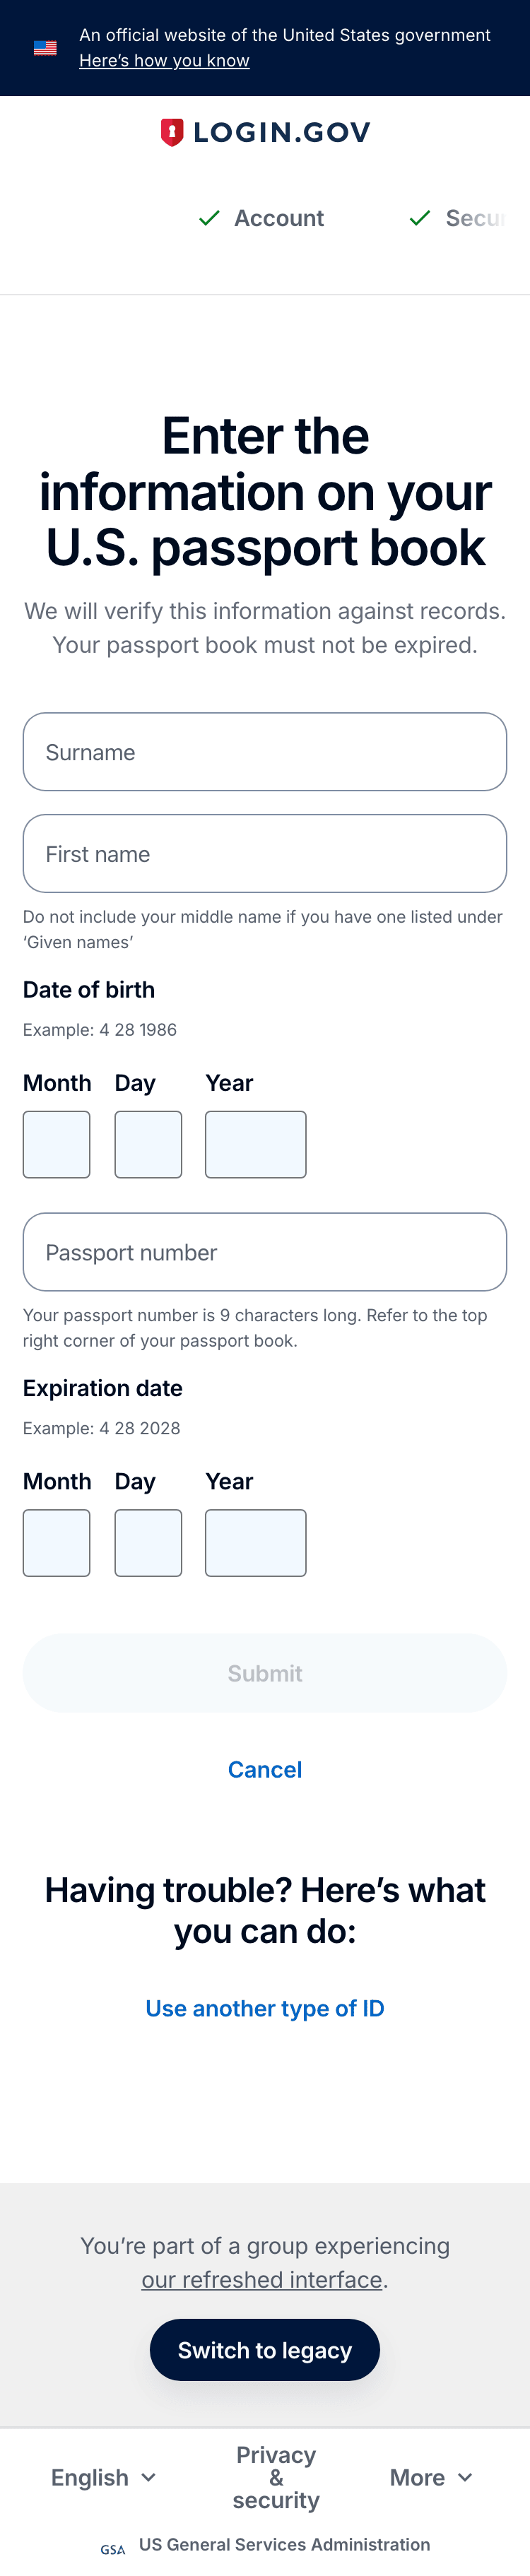 An official website of the United States government
Here’s how you know
LOGIN.GOV
Account
Enter the
information on your
U.S. passport book
We will verify this information against records.
Your passport book must not be expired.
Surname
First name
Do not include your middle name if you have one listed under
‘Given names’
Date of birth
Example: 4 28 1986
Month Day Year
Passport number
Your passport number is 9 characters long. Refer to the top
right corner of your passport book.
Expiration date
Example: 4 28 2028
Month Day Year
Submit
Cancel
Having trouble? Here’s what
you can do:
Use another type of ID
You’re part of a group experiencing
our refreshed interface.
Switch to legacy
English
Privacy
&
security
More
GSA US General Services Administration